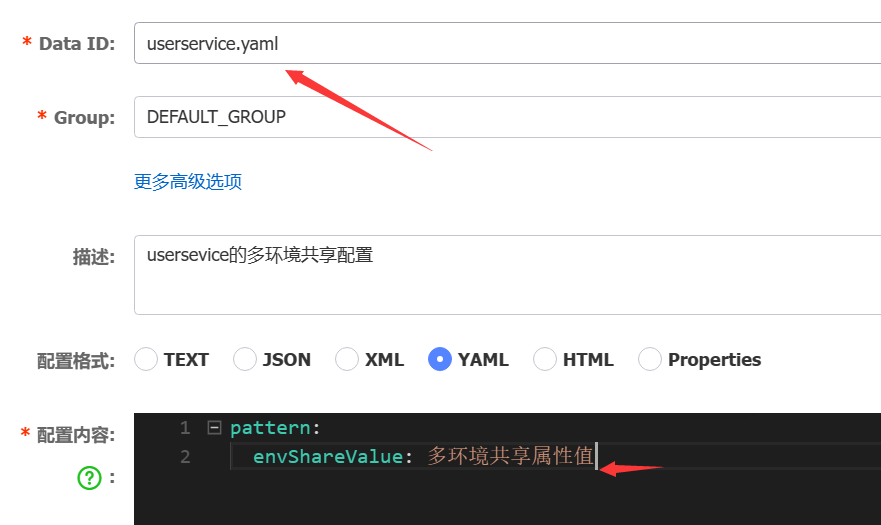 * Data ID: userservice.yaml
* Group: DEFAULT_GROUP
更多高级选项
描述: usersevice的多环境共享配置
配置格式: TEXT JSON XML YAML HTML Properties
* 配置内容: 1 pattern:
? : 2 envShareValue: 多环境共享属性值